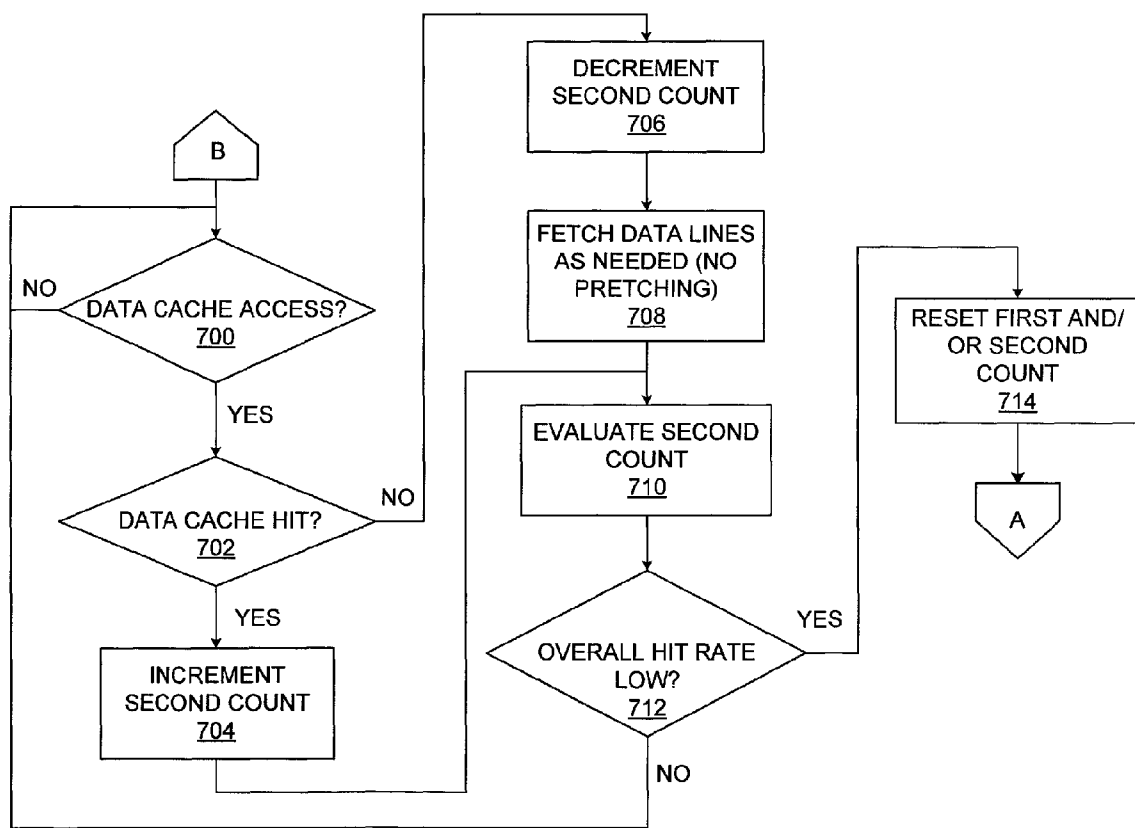 B
DATA CACHE ACCESS?
700
NO
YES
DATA CACHE HIT?
702
NO
YES
INCREMENT
SECOND COUNT
704
DECREMENT
SECOND COUNT
706
FETCH DATA LINES
AS NEEDED (NO
PRETCHING)
708
EVALUATE SECOND
COUNT
710
OVERALL HIT RATE
LOW?
712
YES
NO
RESET FIRST AND/
OR SECOND
COUNT
714
A